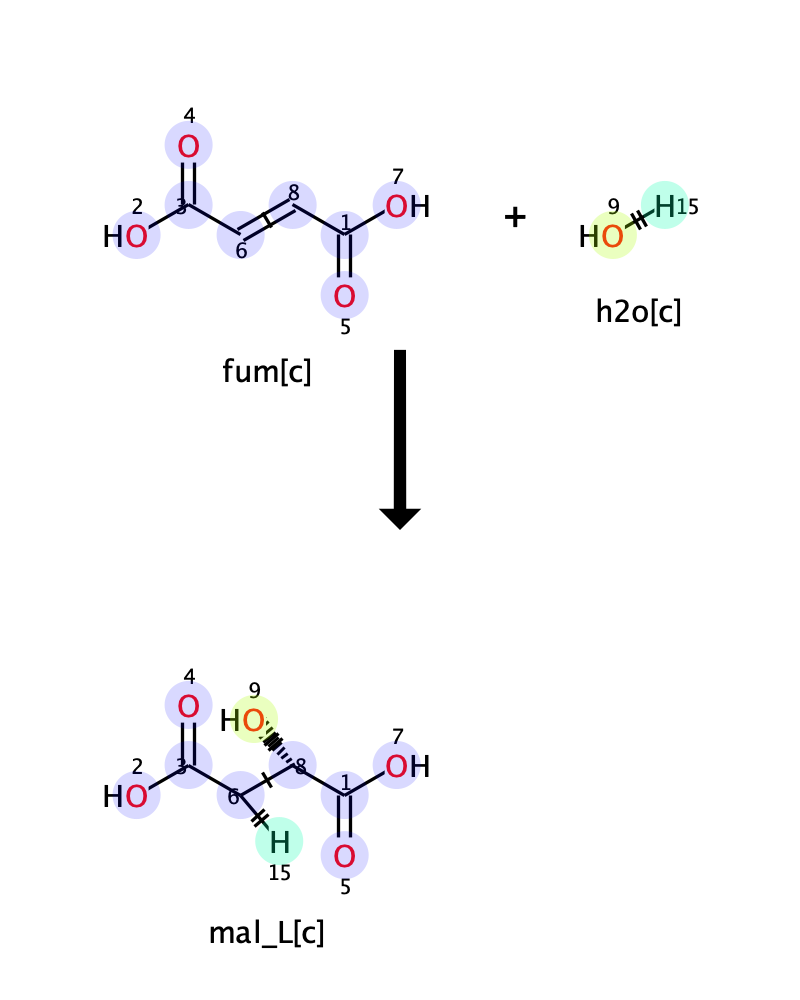 4
O
2 3 8 7 9
HO 6 1 OH + HO H15
O
5
h2o[c]
fum[c]
4 9
O HO
2 3 8 7
HO 6 1 OH
H O
15 5
mal_L[c]